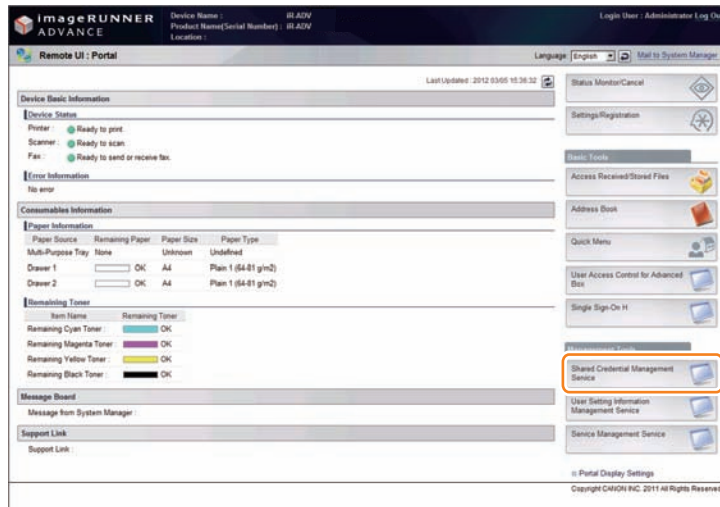 imageRUNNER
ADVANCE
Device Name : iR-ADV
Product Name(Serial Number) : iR-ADV
Location :
Login User : Administrator Log Ou
Remote UI : Portal
Language English Mail to System Manager
Last Updated : 2012 03/05 15:36:32
Device Basic Information
Device Status
Printer : Ready to print.
Scanner : Ready to scan.
Fax : Ready to send or receive fax.
Error Information
No error
Consumables Information
Paper Information
Paper Source Remaining Paper Paper Size Paper Type
Multi-Purpose Tray None Unknown Undefined
Drawer 1 OK A4 Plain 1 (64-81 g/m2)
Drawer 2 OK A4 Plain 1 (64-81 g/m2)
Remaining Toner
Item Name Remaining Toner
Remaining Cyan Toner : OK
Remaining Magenta Toner : OK
Remaining Yellow Toner : OK
Remaining Black Toner : OK
Message Board
Message from System Manager :
Support Link
Support Link :
Status Monitor/Cancel
Settings/Registration
Basic Tools
Access Received/Stored Files
Address Book
Quick Menu
User Access Control for Advanced
Box
Single Sign-On H
Management Tools
Shared Credential Management
Service
User Setting Information
Management Service
Service Management Service
Portal Display Settings
Copyright CANON INC. 2011 All Rights Reserved